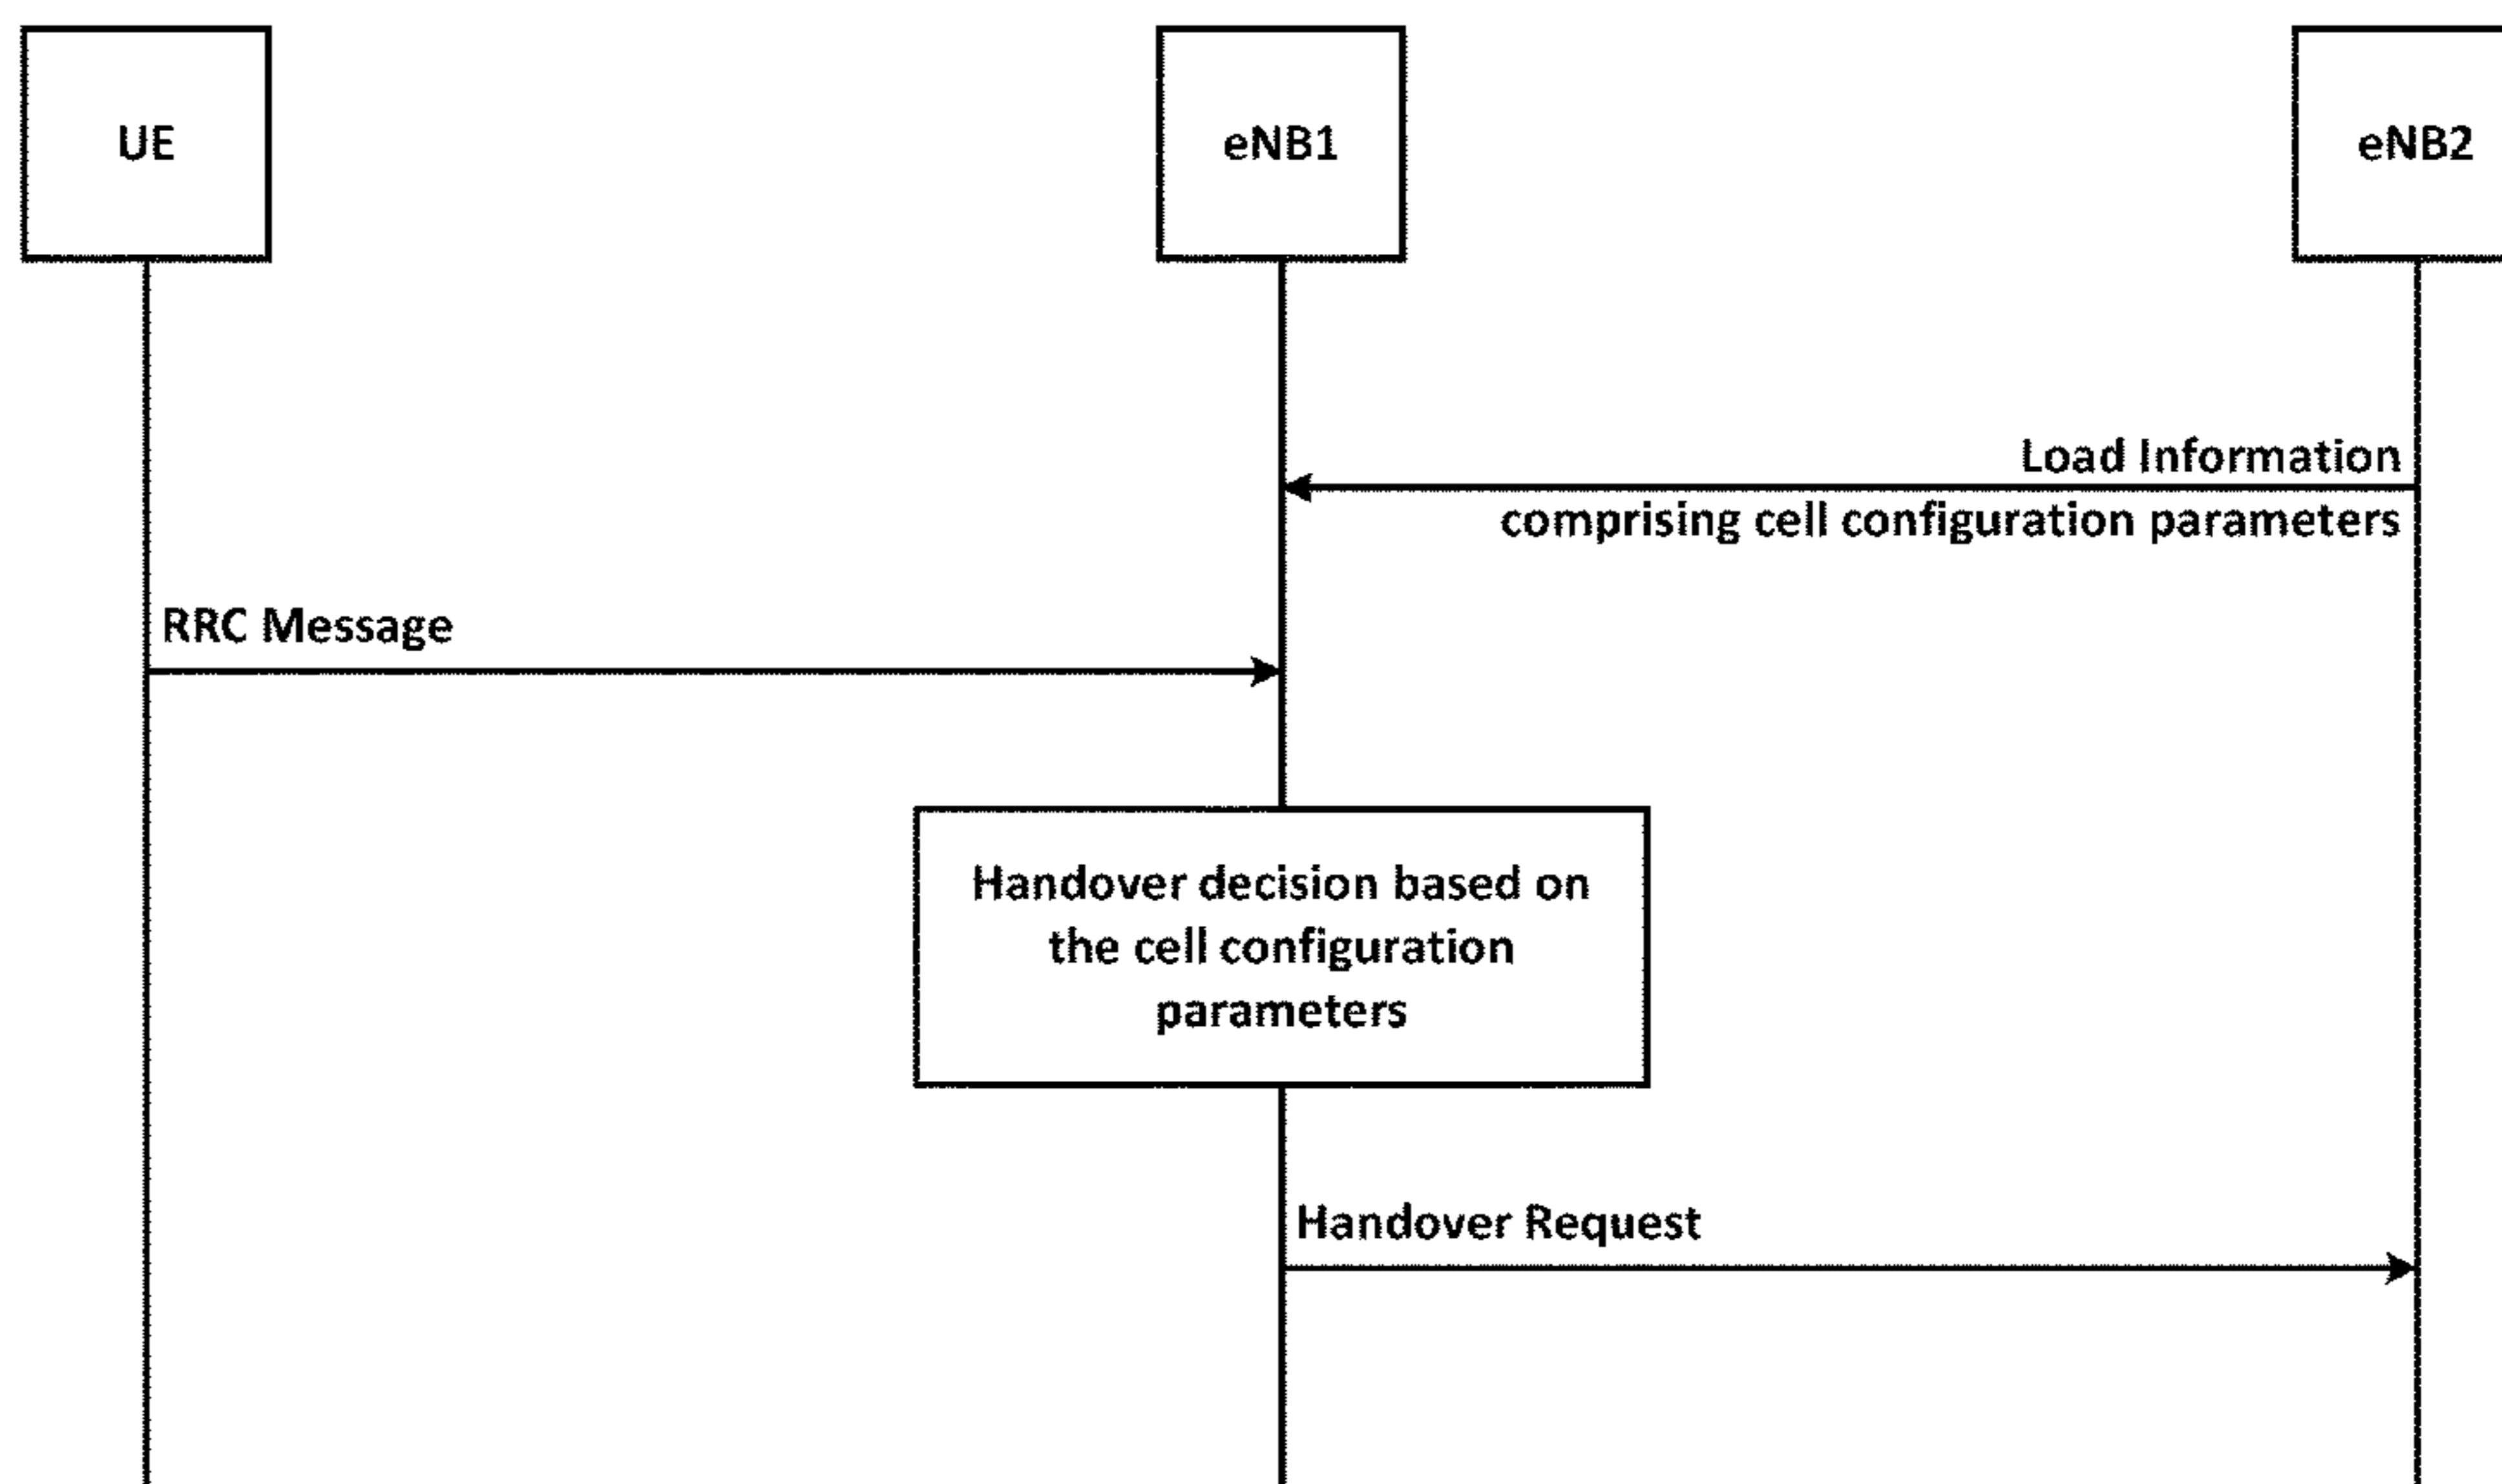 UE
eNB1
eNB2
Load Information
comprising cell configuration parameters
RRC Message
Handover decision based on
the cell configuration
parameters
Handover Request